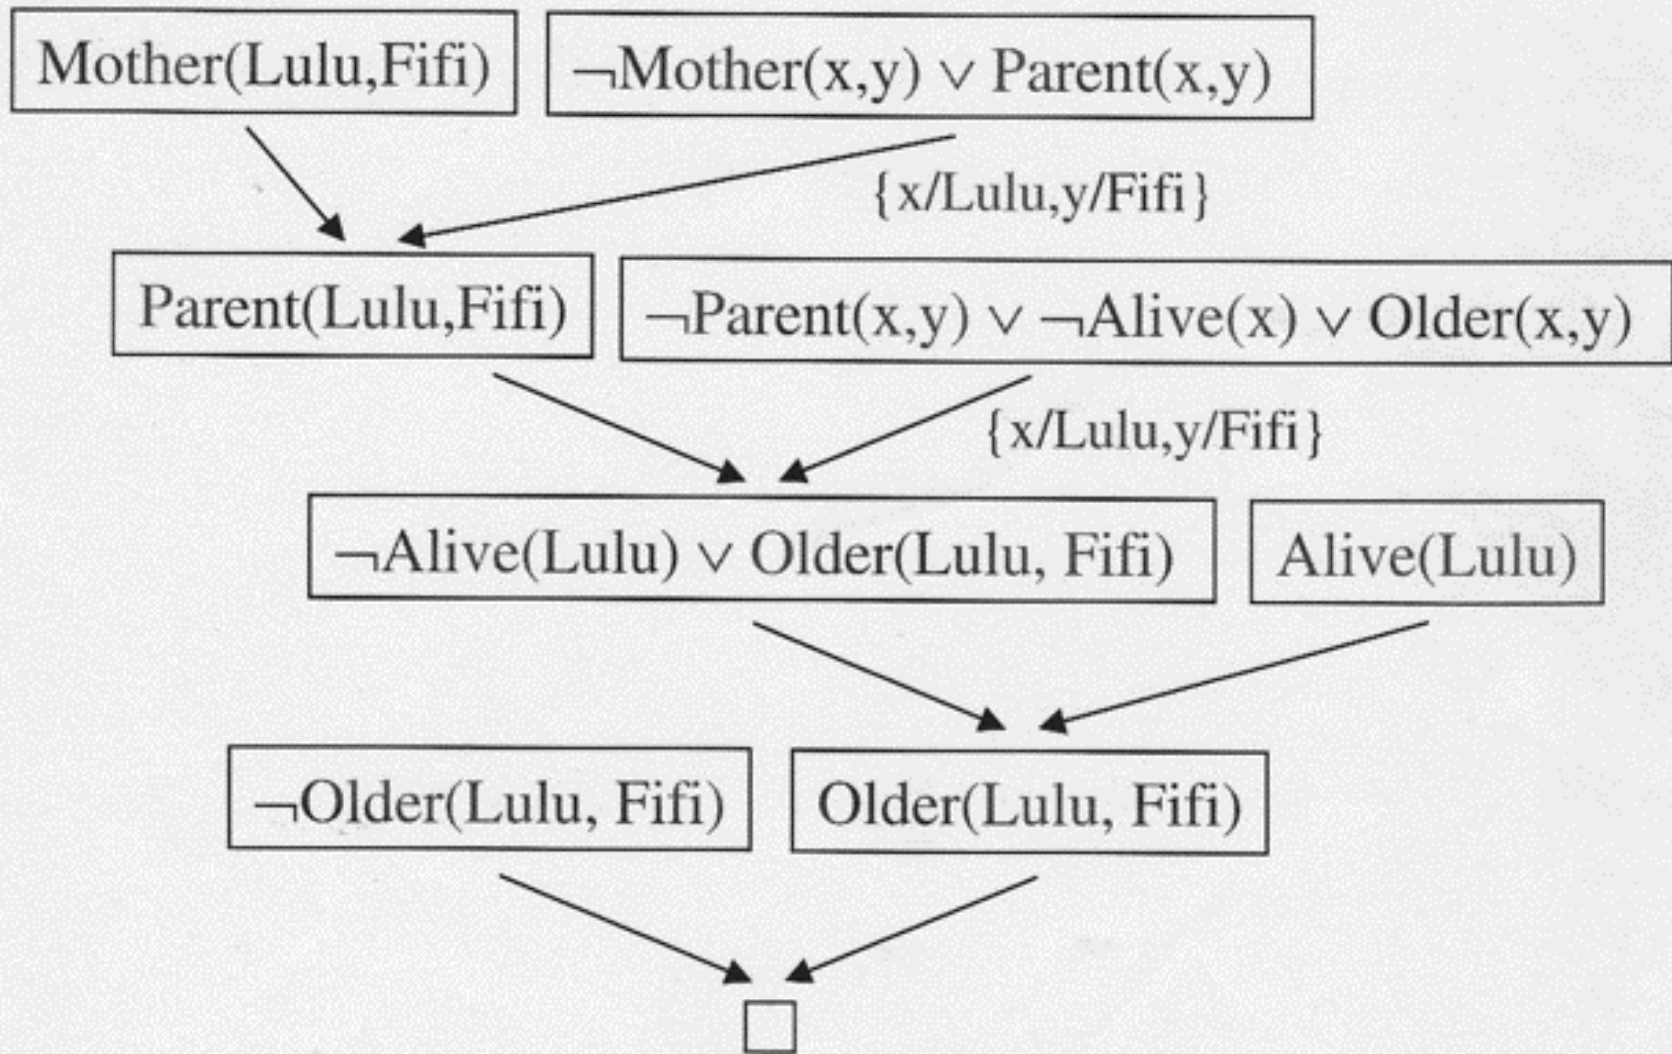 Mother(Lulu,Fifi) ¬Mother(x,y) ∨ Parent(x,y)
{x/Lulu,y/Fifi}
Parent(Lulu,Fifi) ¬Parent(x,y) ∨ ¬Alive(x) ∨ Older(x,y)
{x/Lulu,y/Fifi}
¬Alive(Lulu) ∨ Older(Lulu, Fifi) Alive(Lulu)
¬Older(Lulu, Fifi) Older(Lulu, Fifi)